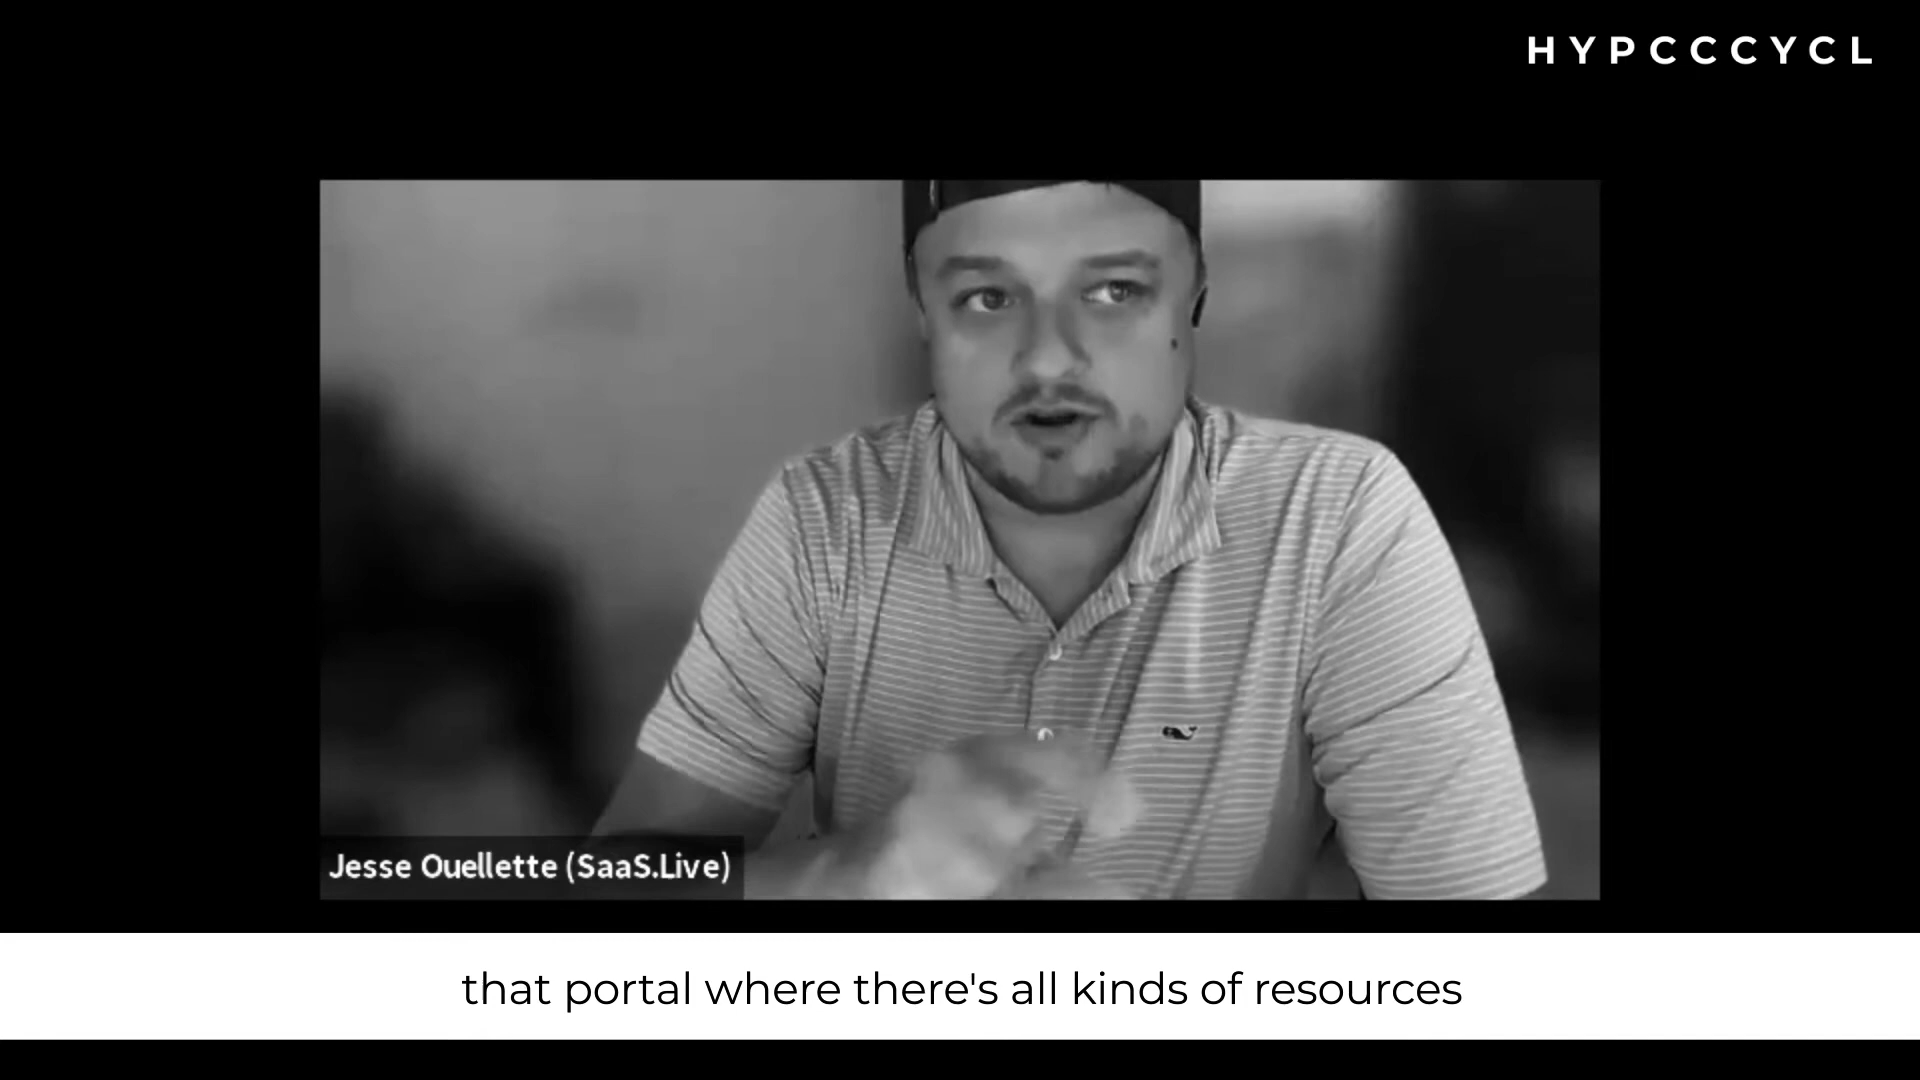 HYPCCCYCL
Jesse Ouellette (SaaS.Live)
that portal where there's all kinds of resources